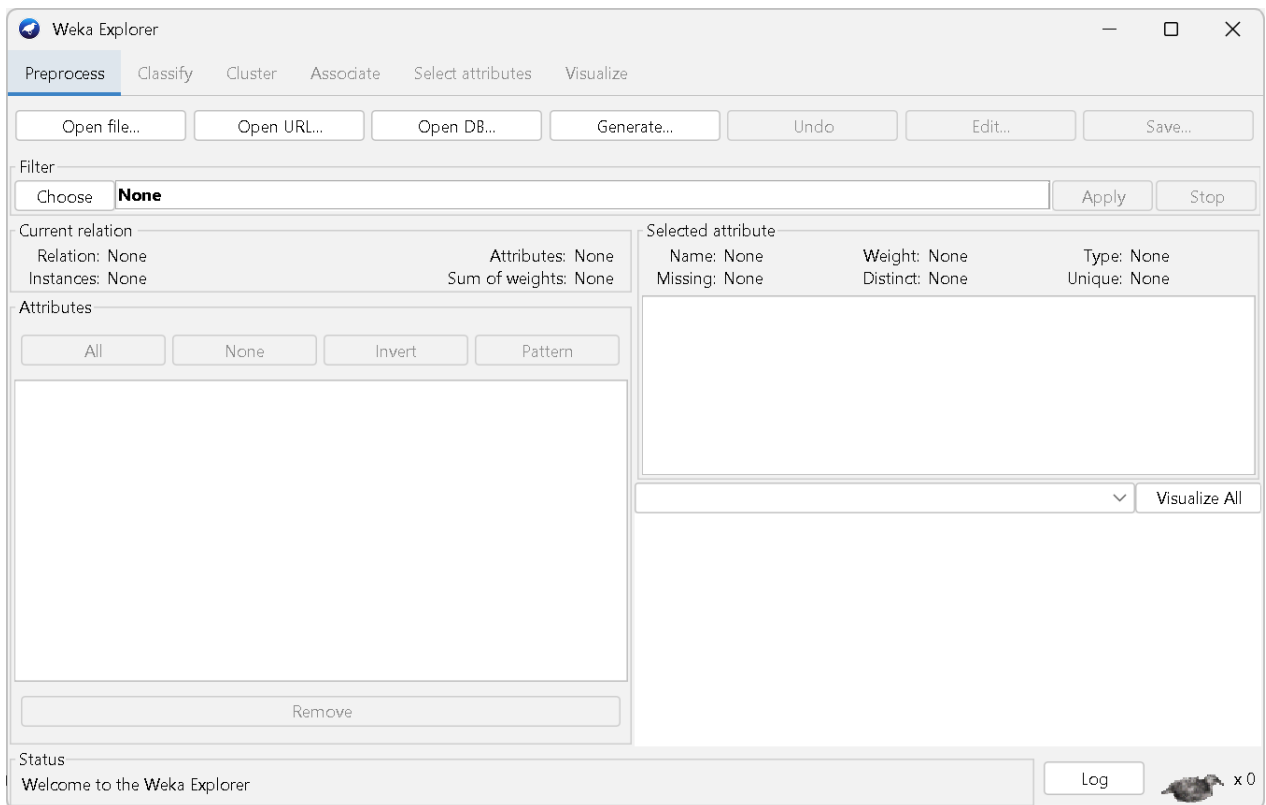 Weka Explorer
Preprocess Classify Cluster Associate Select attributes Visualize
Open file... Open URL... Open DB... Generate... Undo Edit... Save...
Filter
Choose None Apply Stop
Current relation
Relation: None Attributes: None
Instances: None Sum of weights: None
Selected attribute
Name: None Weight: None Type: None
Missing: None Distinct: None Unique: None
Attributes
All None Invert Pattern
Visualize All
Remove
Status
Welcome to the Weka Explorer
Log x 0